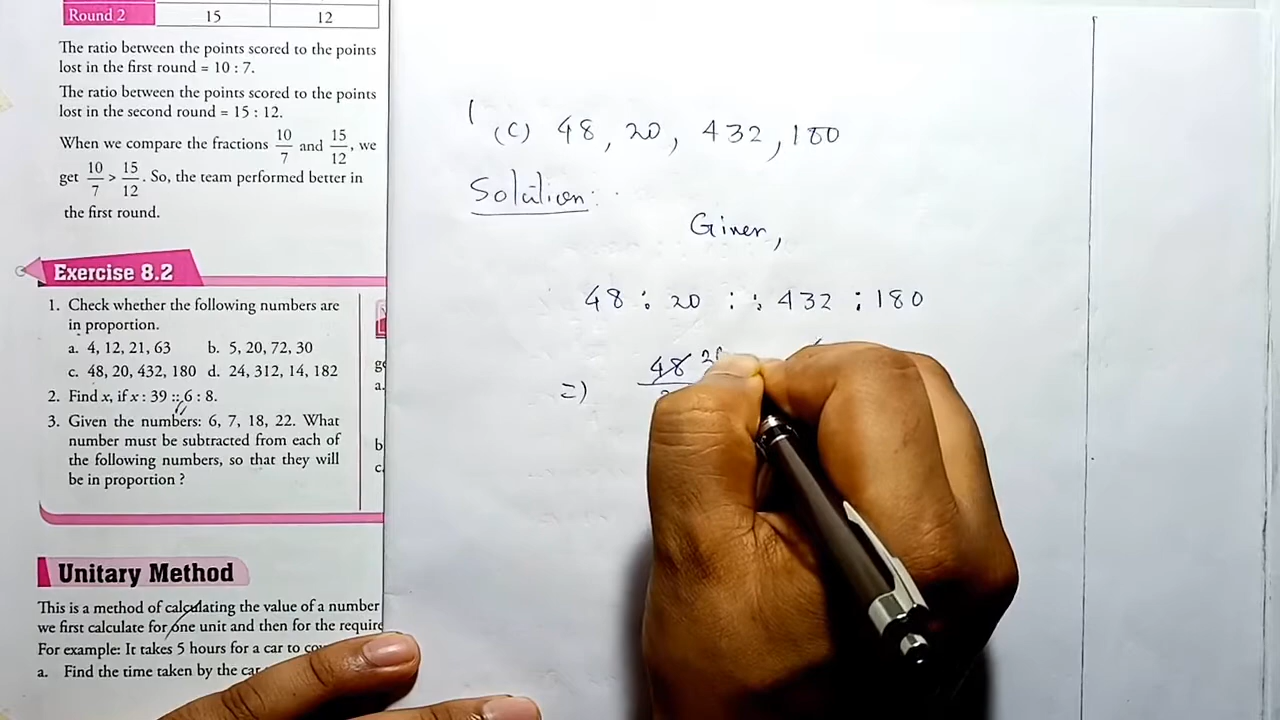 Round 2 15 12
The ratio between the points scored to the points
lost in the first round = 10 : 7.
The ratio between the points scored to the points
lost in the second round = 15 : 12.
When we compare the fractions 10/7 and 15/12, we
get 10/7 > 15/12. So, the team performed better in
the first round.
Exercise 8.2
1. Check whether the following numbers are
in proportion.
a. 4, 12, 21, 63 b. 5, 20, 72, 30
c. 48, 20, 432, 180 d. 24, 312, 14, 182
2. Find x, if x : 39 :: 6 : 8.
3. Given the numbers: 6, 7, 18, 22. What
number must be subtracted from each of
the following numbers, so that they will
be in proportion ?
Unitary Method
This is a method of calculating the value of a number
we first calculate for one unit and then for the require
For example: It takes 5 hours for a car to
a. Find the time taken by the car
ge
a.
b
c.
1
(C) 48, 20, 432, 180
Solution:
Given,
48 : 20 :: 432 : 180
=) 48